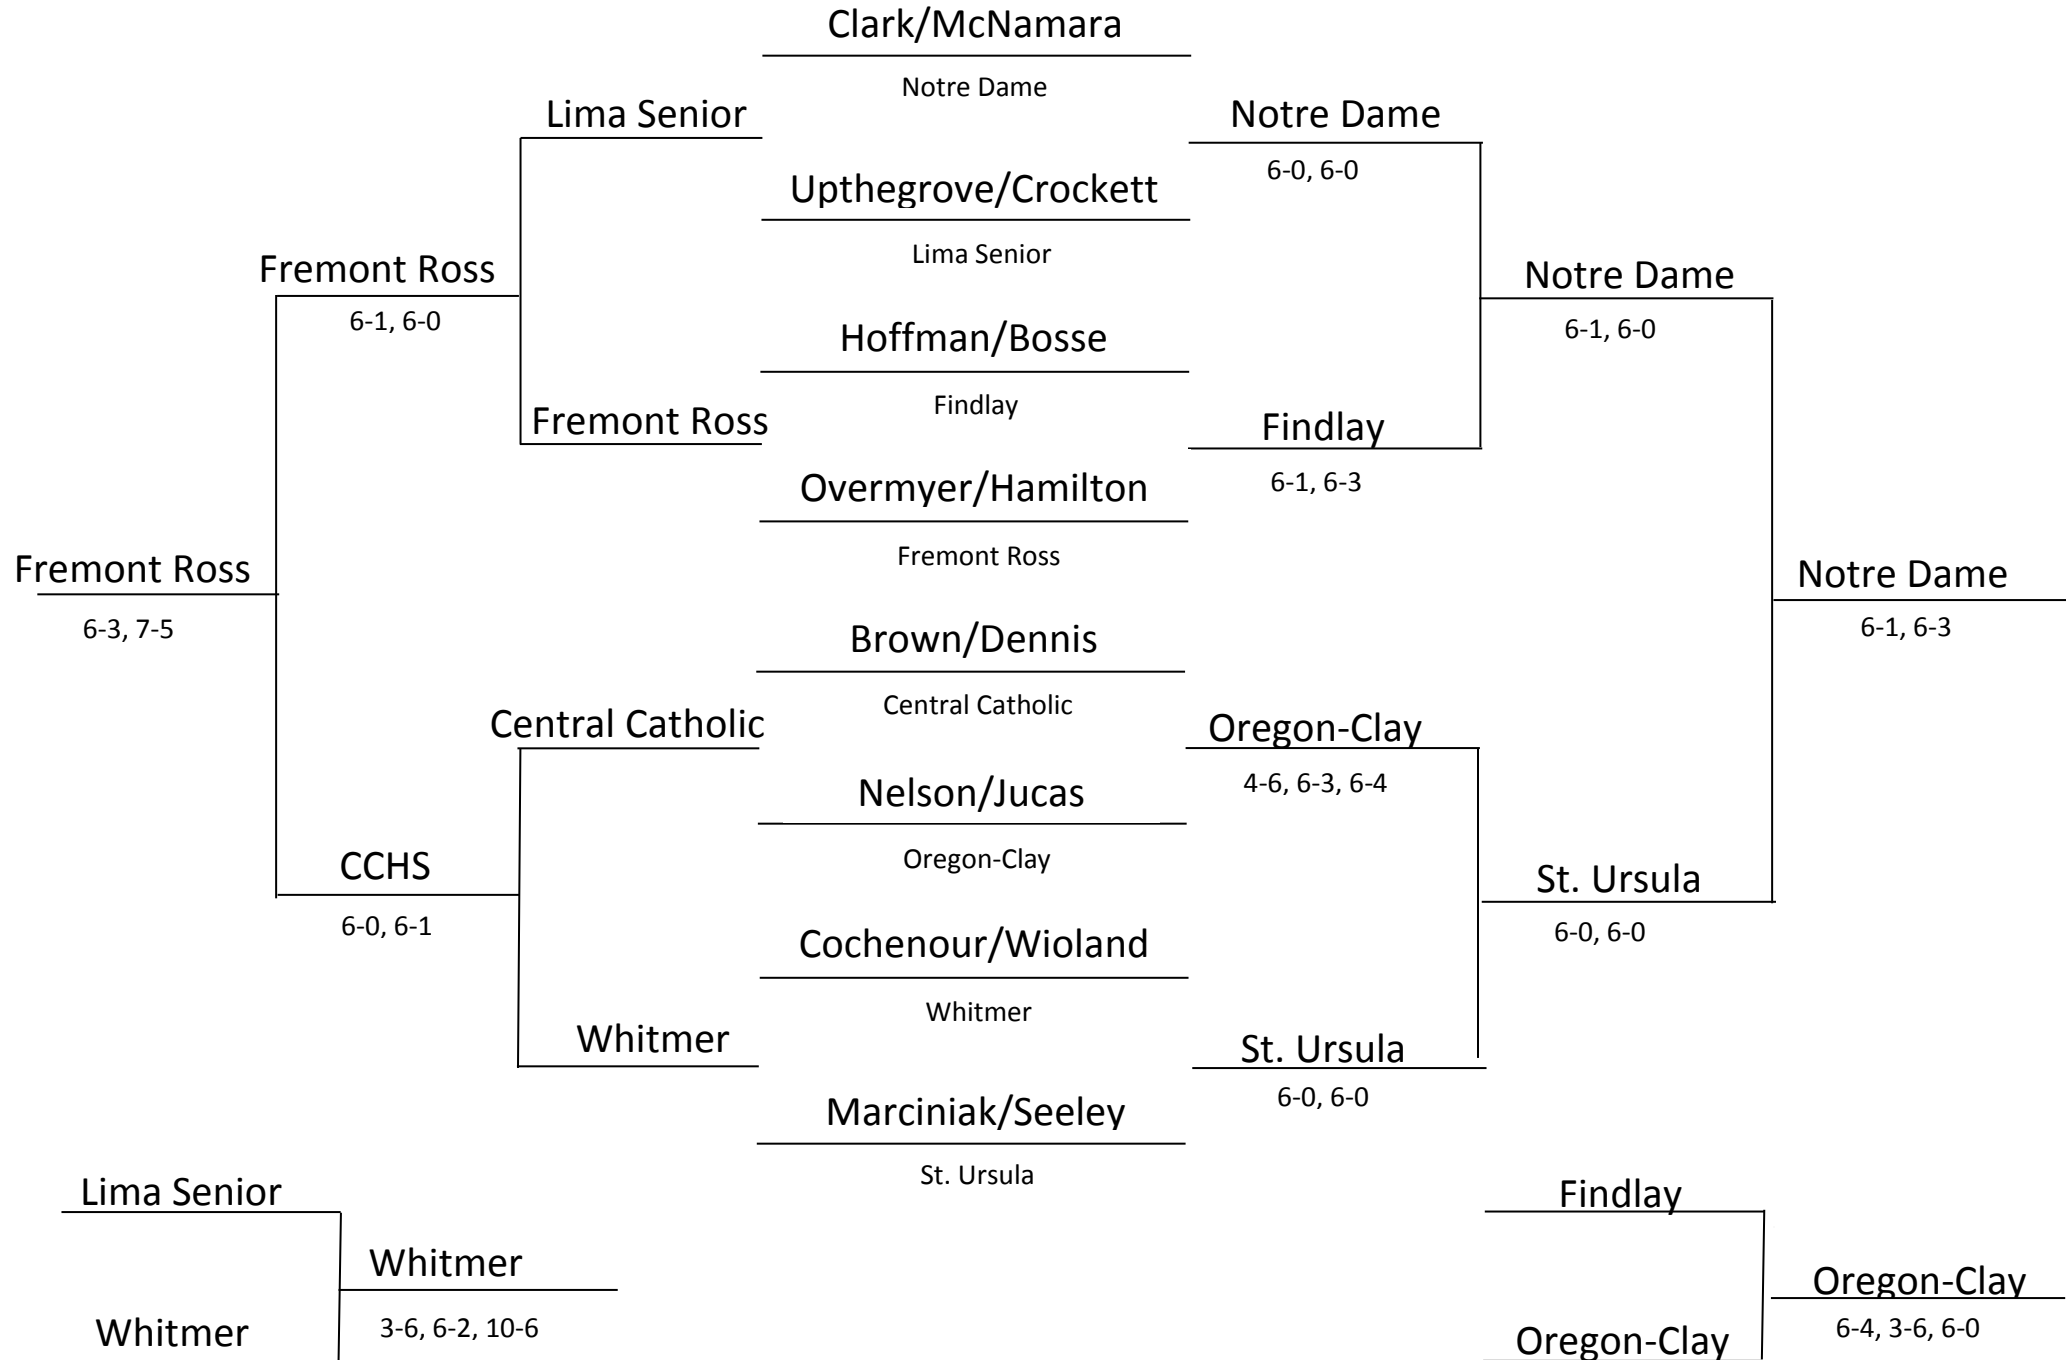 Clark/McNamara
Notre Dame
Lima Senior
Notre Dame
6-0, 6-0
Upthegrove/Crockett
Lima Senior
Fremont Ross
6-1, 6-0
Notre Dame
6-1, 6-0
Hoffman/Bosse
Findlay
Fremont Ross
Findlay
6-1, 6-3
Overmyer/Hamilton
Fremont Ross
Fremont Ross
6-3, 7-5
Notre Dame
6-1, 6-3
Brown/Dennis
Central Catholic
Central Catholic
Oregon-Clay
4-6, 6-3, 6-4
Nelson/Jucas
Oregon-Clay
CCHS
6-0, 6-1
St. Ursula
6-0, 6-0
Cochenour/Wioland
Whitmer
Whitmer
St. Ursula
6-0, 6-0
Marciniak/Seeley
St. Ursula
Lima Senior
Whitmer
3-6, 6-2, 10-6
Whitmer
Findlay
Oregon-Clay
6-4, 3-6, 6-0
Oregon-Clay